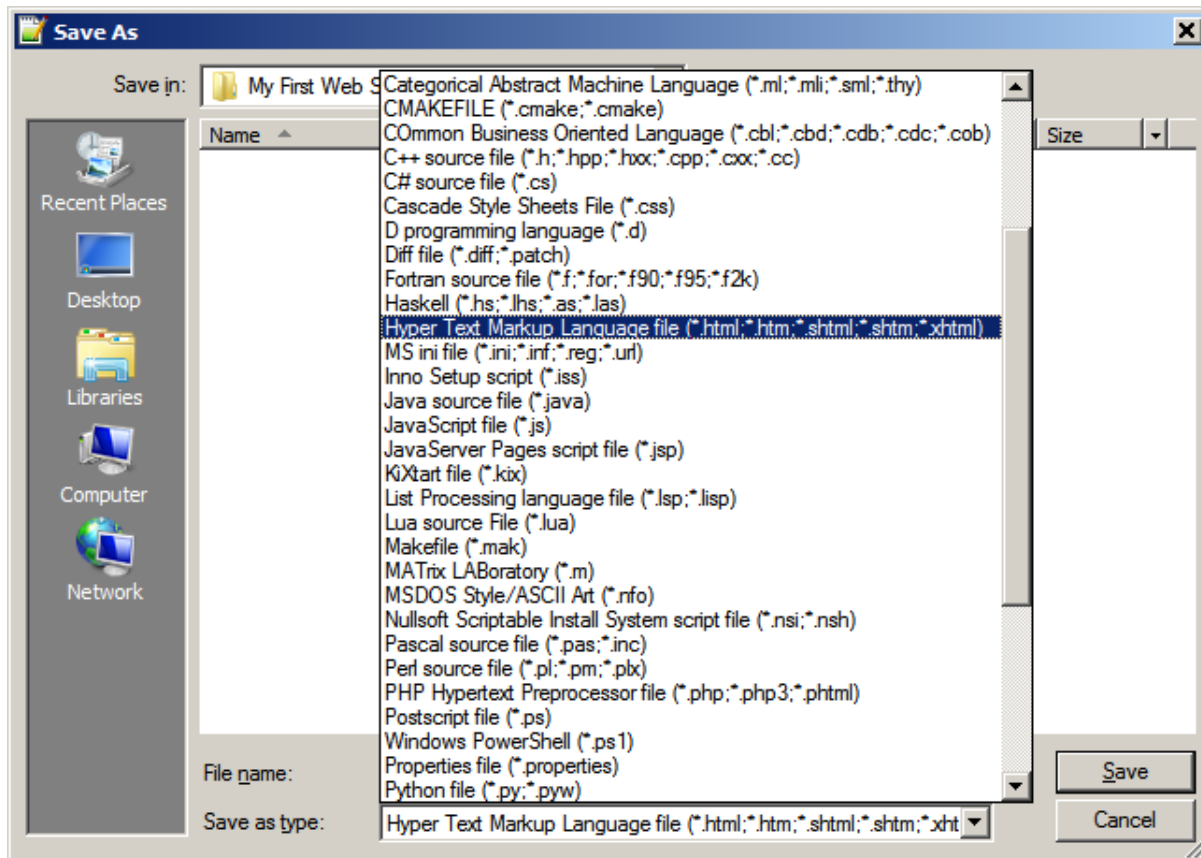 Save As
Save in:
My First Web S
Name
Size
Recent Places
Desktop
Libraries
Computer
Network
Categorical Abstract Machine Language (*.ml;*.mli;*.sml;*.thy)
CMAKEFILE (*.cmake;*.cmake)
COmmon Business Oriented Language (*.cbl;*.cbd;*.cdb;*.cdc;*.cob)
C++ source file (*.h;*.hpp;*.hxx;*.cpp;*.cxx;*.cc)
C# source file (*.cs)
Cascade Style Sheets File (*.css)
D programming language (*.d)
Diff file (*.diff;*.patch)
Fortran source file (*.f;*.for;*.f90;*.f95;*.f2k)
Haskell (*.hs;*.lhs;*.as;*.las)
Hyper Text Markup Language file (*.html;*.htm;*.shtml;*.shtm;*.xhtml)
MS ini file (*.ini;*.inf;*.reg;*.url)
Inno Setup script (*.iss)
Java source file (*.java)
JavaScript file (*.js)
JavaServer Pages script file (*.jsp)
KiXtart file (*.kix)
List Processing language file (*.lsp;*.lisp)
Lua source File (*.lua)
Makefile (*.mak)
MATrix LABoratory (*.m)
MSDOS Style/ASCII Art (*.nfo)
Nullsoft Scriptable Install System script file (*.nsi;*.nsh)
Pascal source file (*.pas;*.inc)
Perl source file (*.pl;*.pm;*.plx)
PHP Hypertext Preprocessor file (*.php;*.php3;*.phtml)
Postscript file (*.ps)
Windows PowerShell (*.ps1)
Properties file (*.properties)
Python file (*.py;*.pyw)
File name:
Save
Save as type:
Hyper Text Markup Language file (*.html;*.htm;*.shtml;*.shtm;*.xht
Cancel